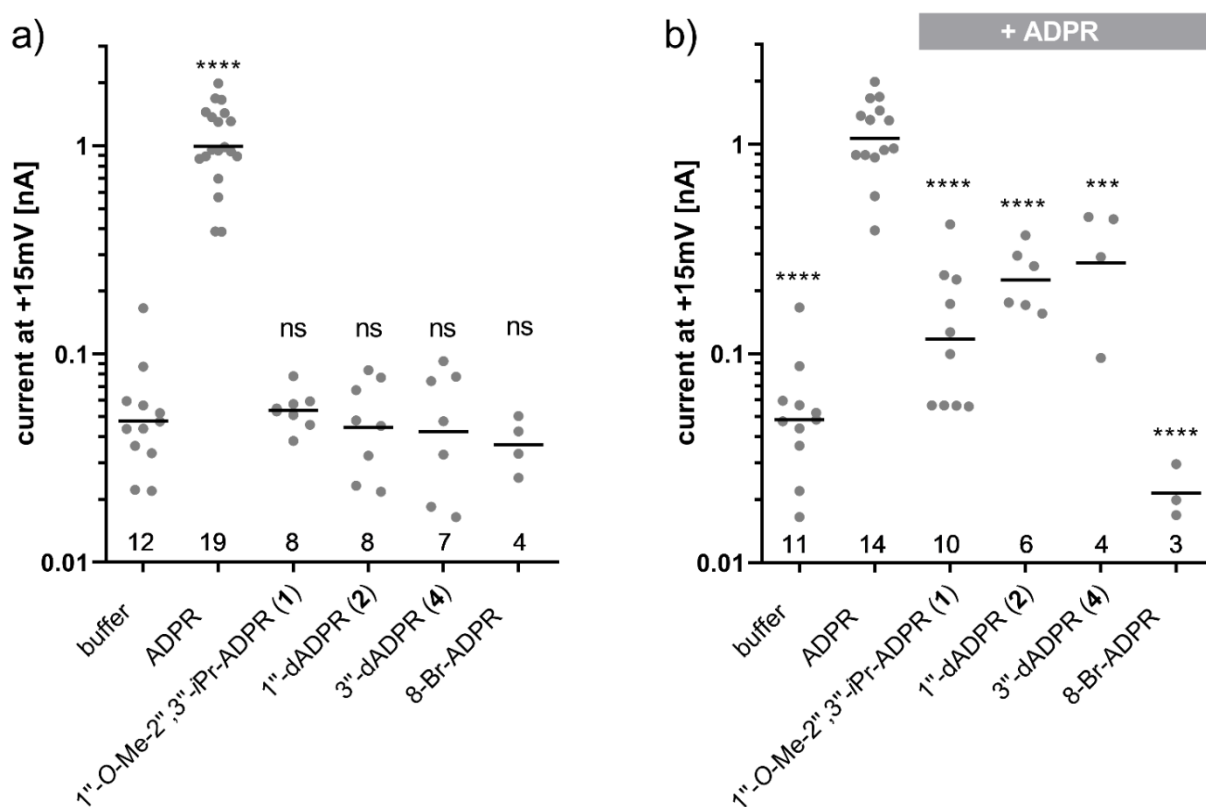 a)
current at +15mV [nA]
1
0.1
0.01
****
ns
ns
ns
ns
12
19
8
8
7
4
buffer
ADPR
1"-O-Me-2",3"-iPr-ADPR (1)
1"-dADPR (2)
3"-dADPR (4)
8-Br-ADPR
b)
+ ADPR
current at +15mV [nA]
1
0.1
0.01
****
****
****
***
****
11
14
10
6
4
3
buffer
ADPR
1"-O-Me-2",3"-iPr-ADPR (1)
1"-dADPR (2)
3"-dADPR (4)
8-Br-ADPR